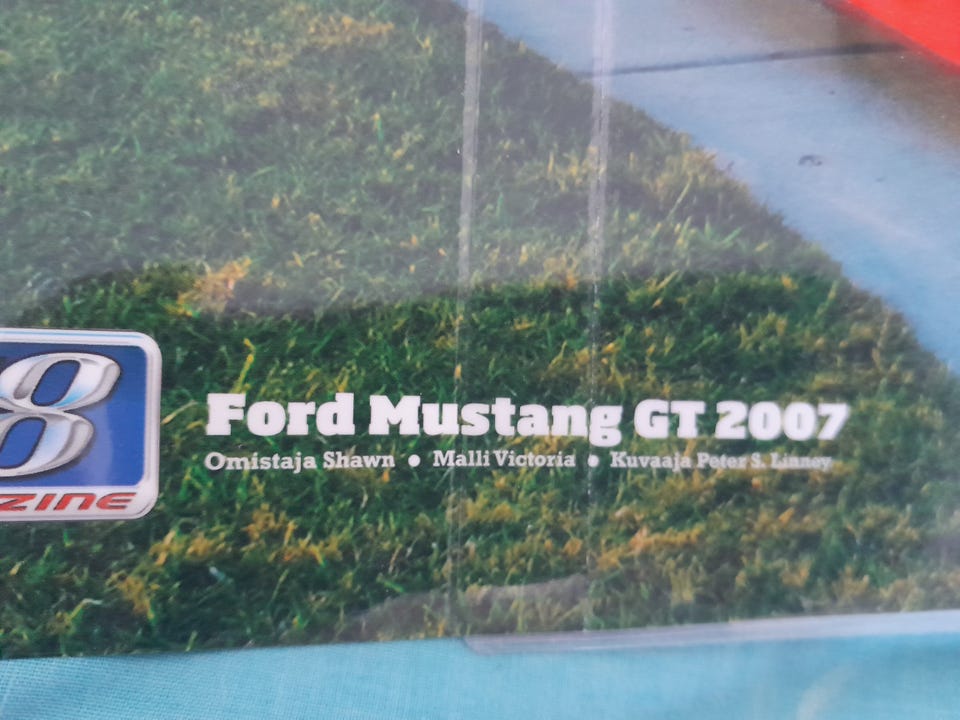 8
ZINE
Ford Mustang GT 2007
Omistaja Shawn • Malli Victoria • Kuvaaja Peter S. Linney